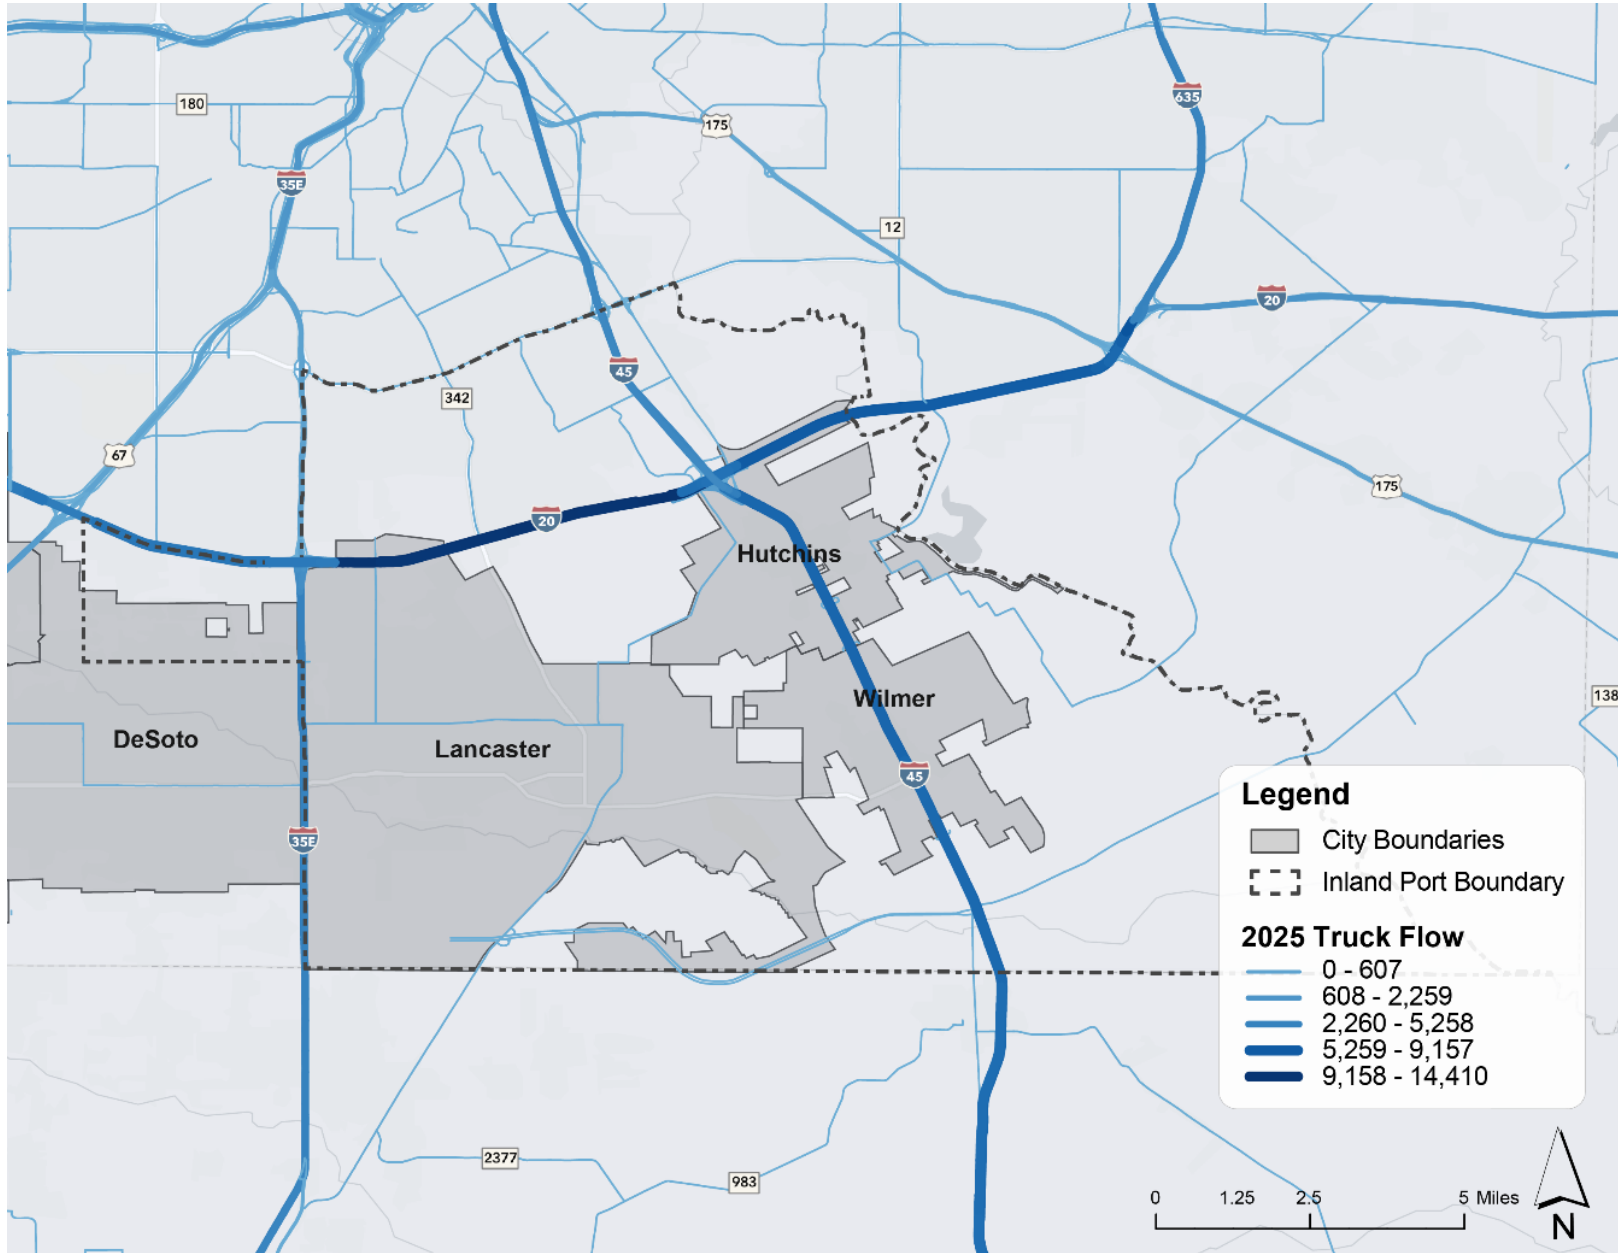 635
180
175
35E
12
20
45
342
67
175
20
Hutchins
138
Wilmer
DeSoto
Lancaster
45
35E
Legend
City Boundaries
Inland Port Boundary
2025 Truck Flow
0 - 607
608 - 2,259
2,260 - 5,258
5,259 - 9,157
9,158 - 14,410
2377
983
0 1.25 2.5 5 Miles
N